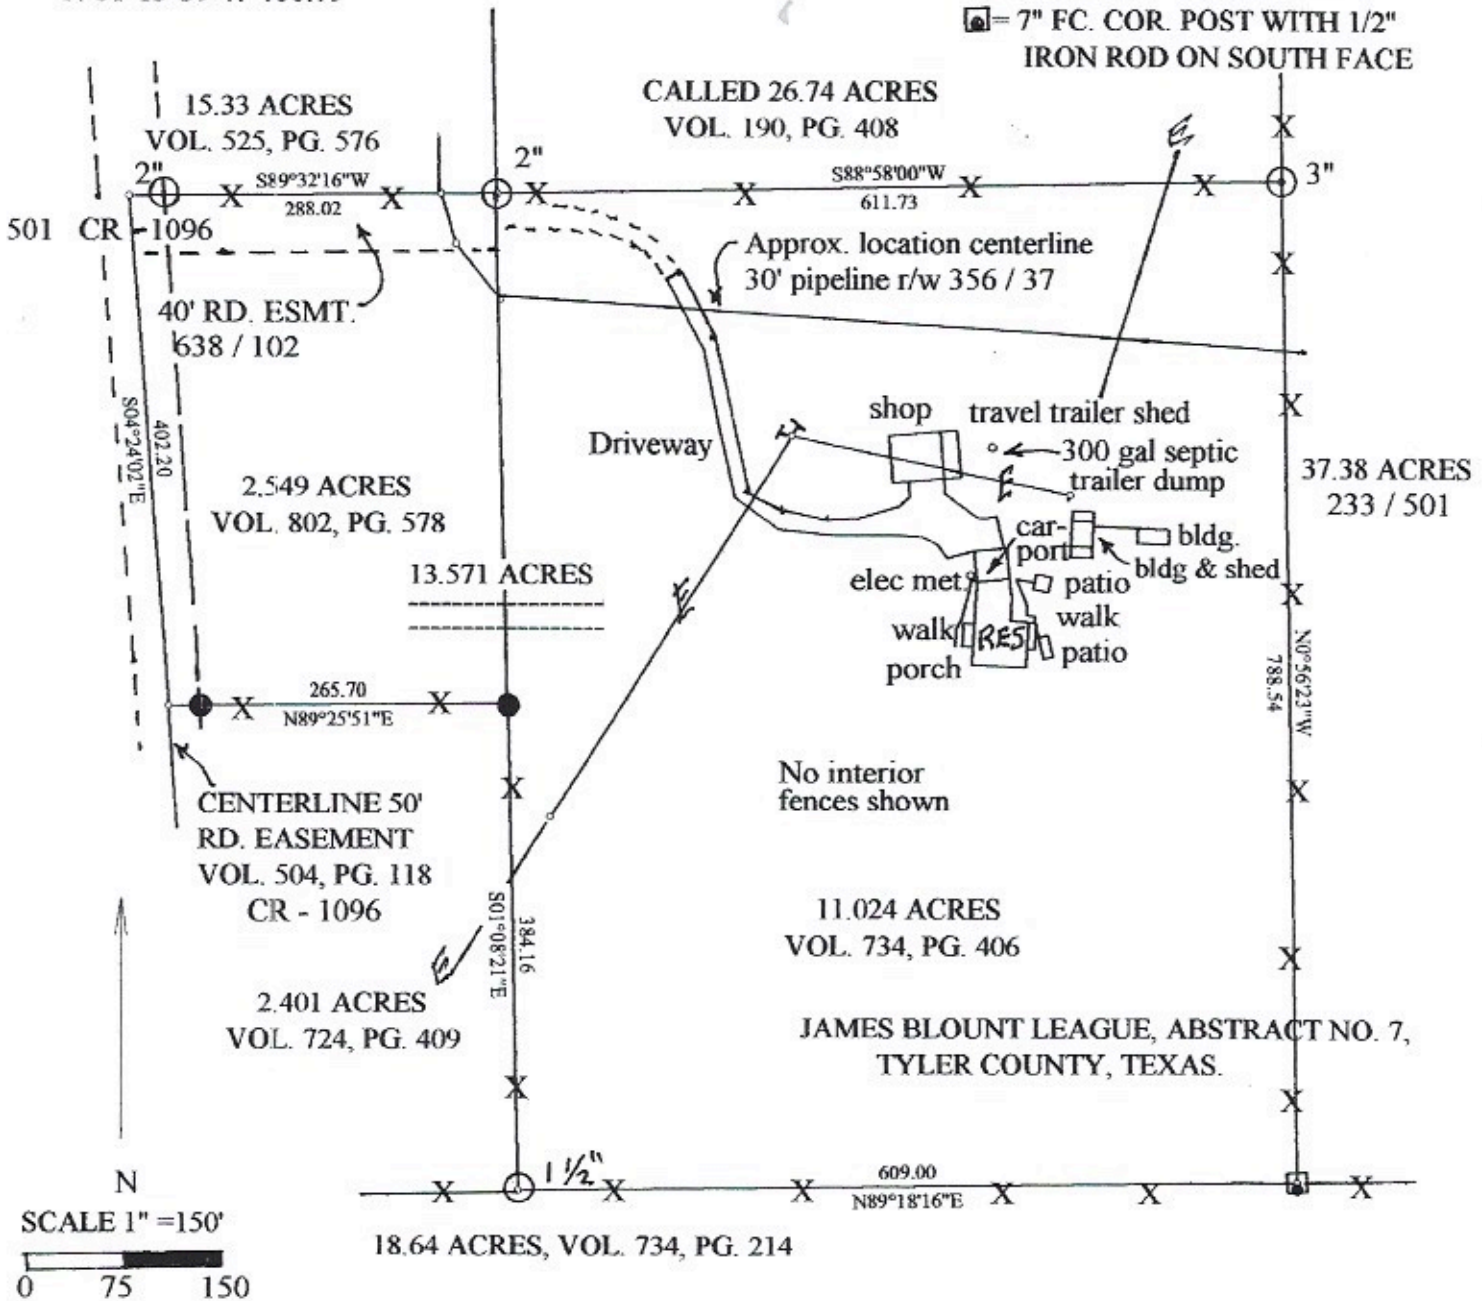 = 7" FC. COR. POST WITH 1/2"
IRON ROD ON SOUTH FACE
15.33 ACRES
VOL. 525, PG. 576
CALLED 26.74 ACRES
VOL. 190, PG. 408
E
2"
2"
3"
S89°32'16"W
288.02
S88°58'00"W
611.73
501 CR - 1096
Approx. location centerline
30' pipeline r/w 356 / 37
40' RD. ESMT.
638 / 102
S04°24'02"E
402.20
shop
travel trailer shed
Driveway
300 gal septic
trailer dump
E
37.38 ACRES
233 / 501
2.549 ACRES
VOL. 802, PG. 578
car-
port
bldg.
bldg & shed
13.571 ACRES
elec met.
patio
E
walk
RES
walk
porch
patio
N0°56'23"W
788.54
265.70
N89°25'51"E
No interior
fences shown
CENTERLINE 50'
RD. EASEMENT
VOL. 504, PG. 118
CR - 1096
384.16
S01°08'21"E
11.024 ACRES
VOL. 734, PG. 406
E
2.401 ACRES
VOL. 724, PG. 409
JAMES BLOUNT LEAGUE, ABSTRACT NO. 7,
TYLER COUNTY, TEXAS.
N
1 1/2"
609.00
N89°18'16"E
SCALE 1" =150'
18.64 ACRES, VOL. 734, PG. 214
0 75 150